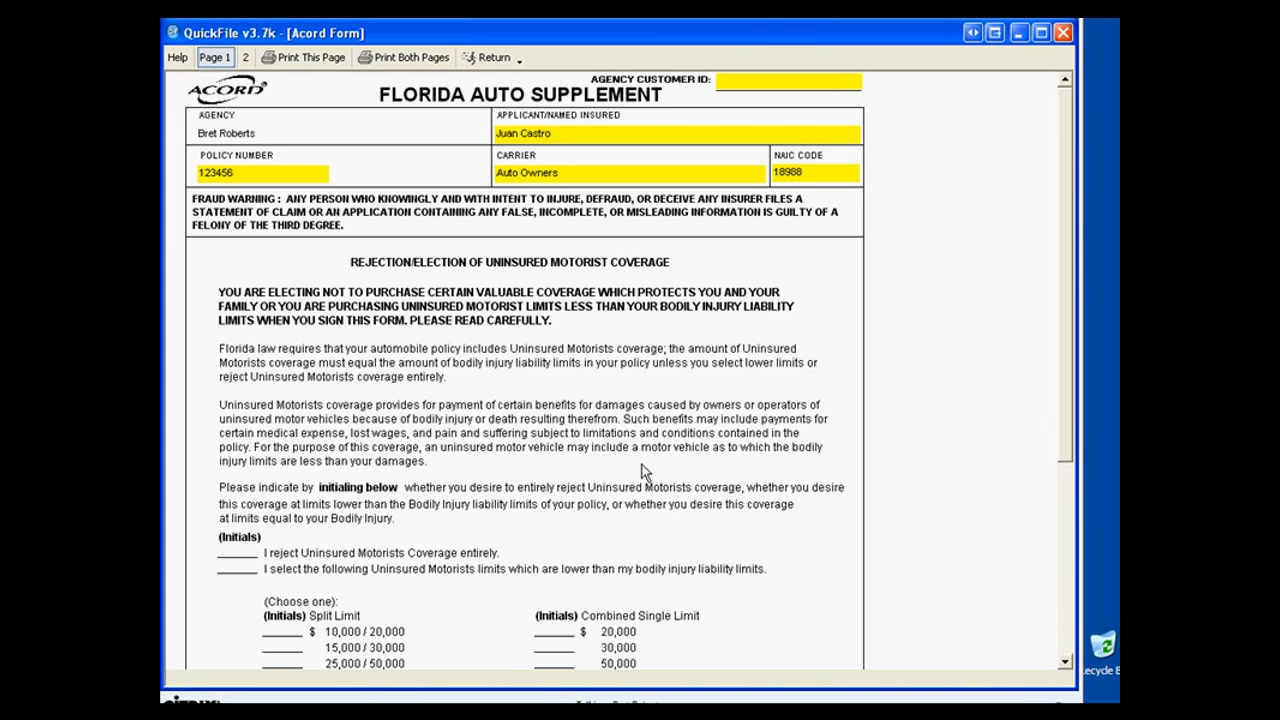 QuickFile v3.7k - [Acord Form]
Help Page 1 2 Print This Page Print Both Pages Return
ACORD
AGENCY CUSTOMER ID:
FLORIDA AUTO SUPPLEMENT
AGENCY APPLICANT/NAMED INSURED
Bret Roberts Juan Castro
POLICY NUMBER CARRIER NAIC CODE
123456 Auto Owners 18988
FRAUD WARNING : ANY PERSON WHO KNOWINGLY AND WITH INTENT TO INJURE, DEFRAUD, OR DECEIVE ANY INSURER FILES A
STATEMENT OF CLAIM OR AN APPLICATION CONTAINING ANY FALSE, INCOMPLETE, OR MISLEADING INFORMATION IS GUILTY OF A
FELONY OF THE THIRD DEGREE.
REJECTION/ELECTION OF UNINSURED MOTORIST COVERAGE
YOU ARE ELECTING NOT TO PURCHASE CERTAIN VALUABLE COVERAGE WHICH PROTECTS YOU AND YOUR
FAMILY OR YOU ARE PURCHASING UNINSURED MOTORIST LIMITS LESS THAN YOUR BODILY INJURY LIABILITY
LIMITS WHEN YOU SIGN THIS FORM. PLEASE READ CAREFULLY.
Florida law requires that your automobile policy includes Uninsured Motorists coverage; the amount of Uninsured
Motorists coverage must equal the amount of bodily injury liability limits in your policy unless you select lower limits or
reject Uninsured Motorists coverage entirely.
Uninsured Motorists coverage provides for payment of certain benefits for damages caused by owners or operators of
uninsured motor vehicles because of bodily injury or death resulting therefrom. Such benefits may include payments for
certain medical expense, lost wages, and pain and suffering subject to limitations and conditions contained in the
policy. For the purpose of this coverage, an uninsured motor vehicle may include a motor vehicle as to which the bodily
injury limits are less than your damages.
Please indicate by initialing below whether you desire to entirely reject Uninsured Motorists coverage, whether you desire
this coverage at limits lower than the Bodily Injury liability limits of your policy, or whether you desire this coverage
at limits equal to your Bodily Injury.
(Initials)
I reject Uninsured Motorists Coverage entirely.
I select the following Uninsured Motorists limits which are lower than my bodily injury liability limits.
(Choose one):
(Initials) Split Limit (Initials) Combined Single Limit
$ 10,000 / 20,000 $ 20,000
15,000 / 30,000 30,000
25,000 / 50,000 50,000